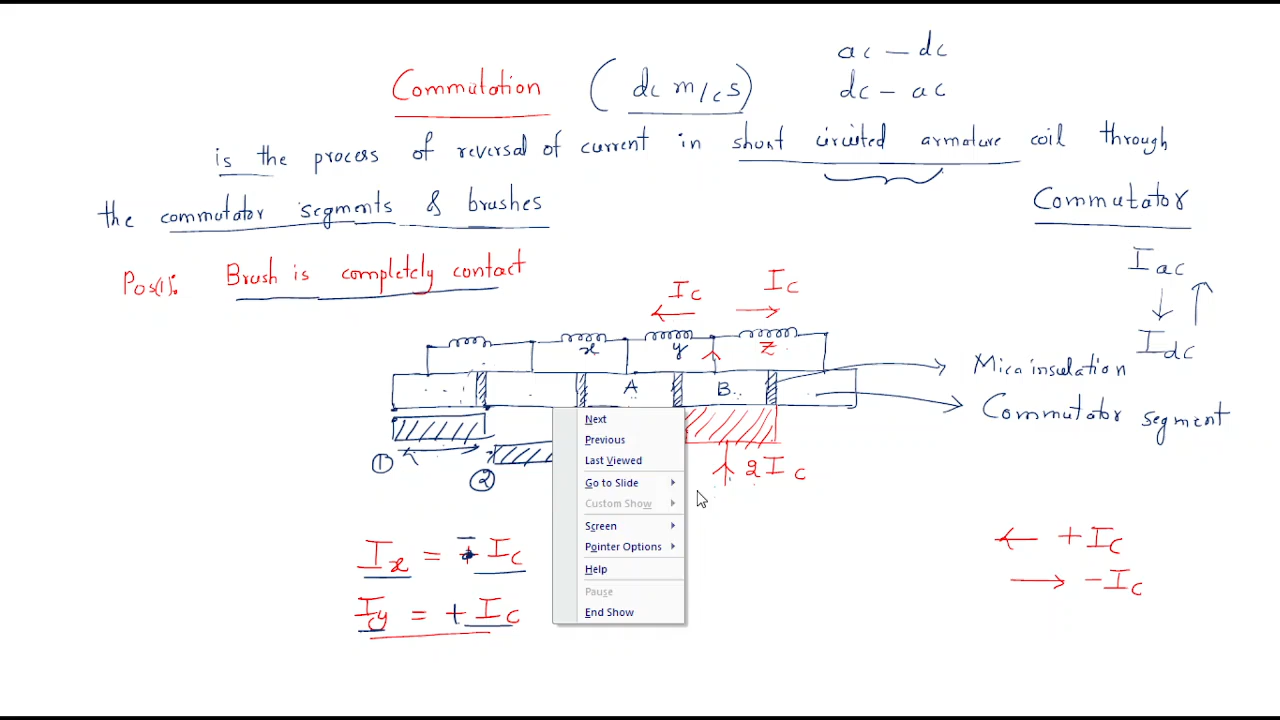 ac – dc
Commutation (dc m/cs) dc – ac
is the process of reversal of current in short circuited armature coil through
the commutator segments & brushes
Commutator
Pos(1): Brush is completely contact
Iac
Ic Ic
Idc
x y z
A B
Mica insulation
Commutator segment
① ② 2Ic
Next
Previous
Last Viewed
Go to Slide
Custom Show
Screen
Pointer Options
Help
Pause
End Show
← +Ic
→ -Ic
Ix = Ic
Iy = + Ic